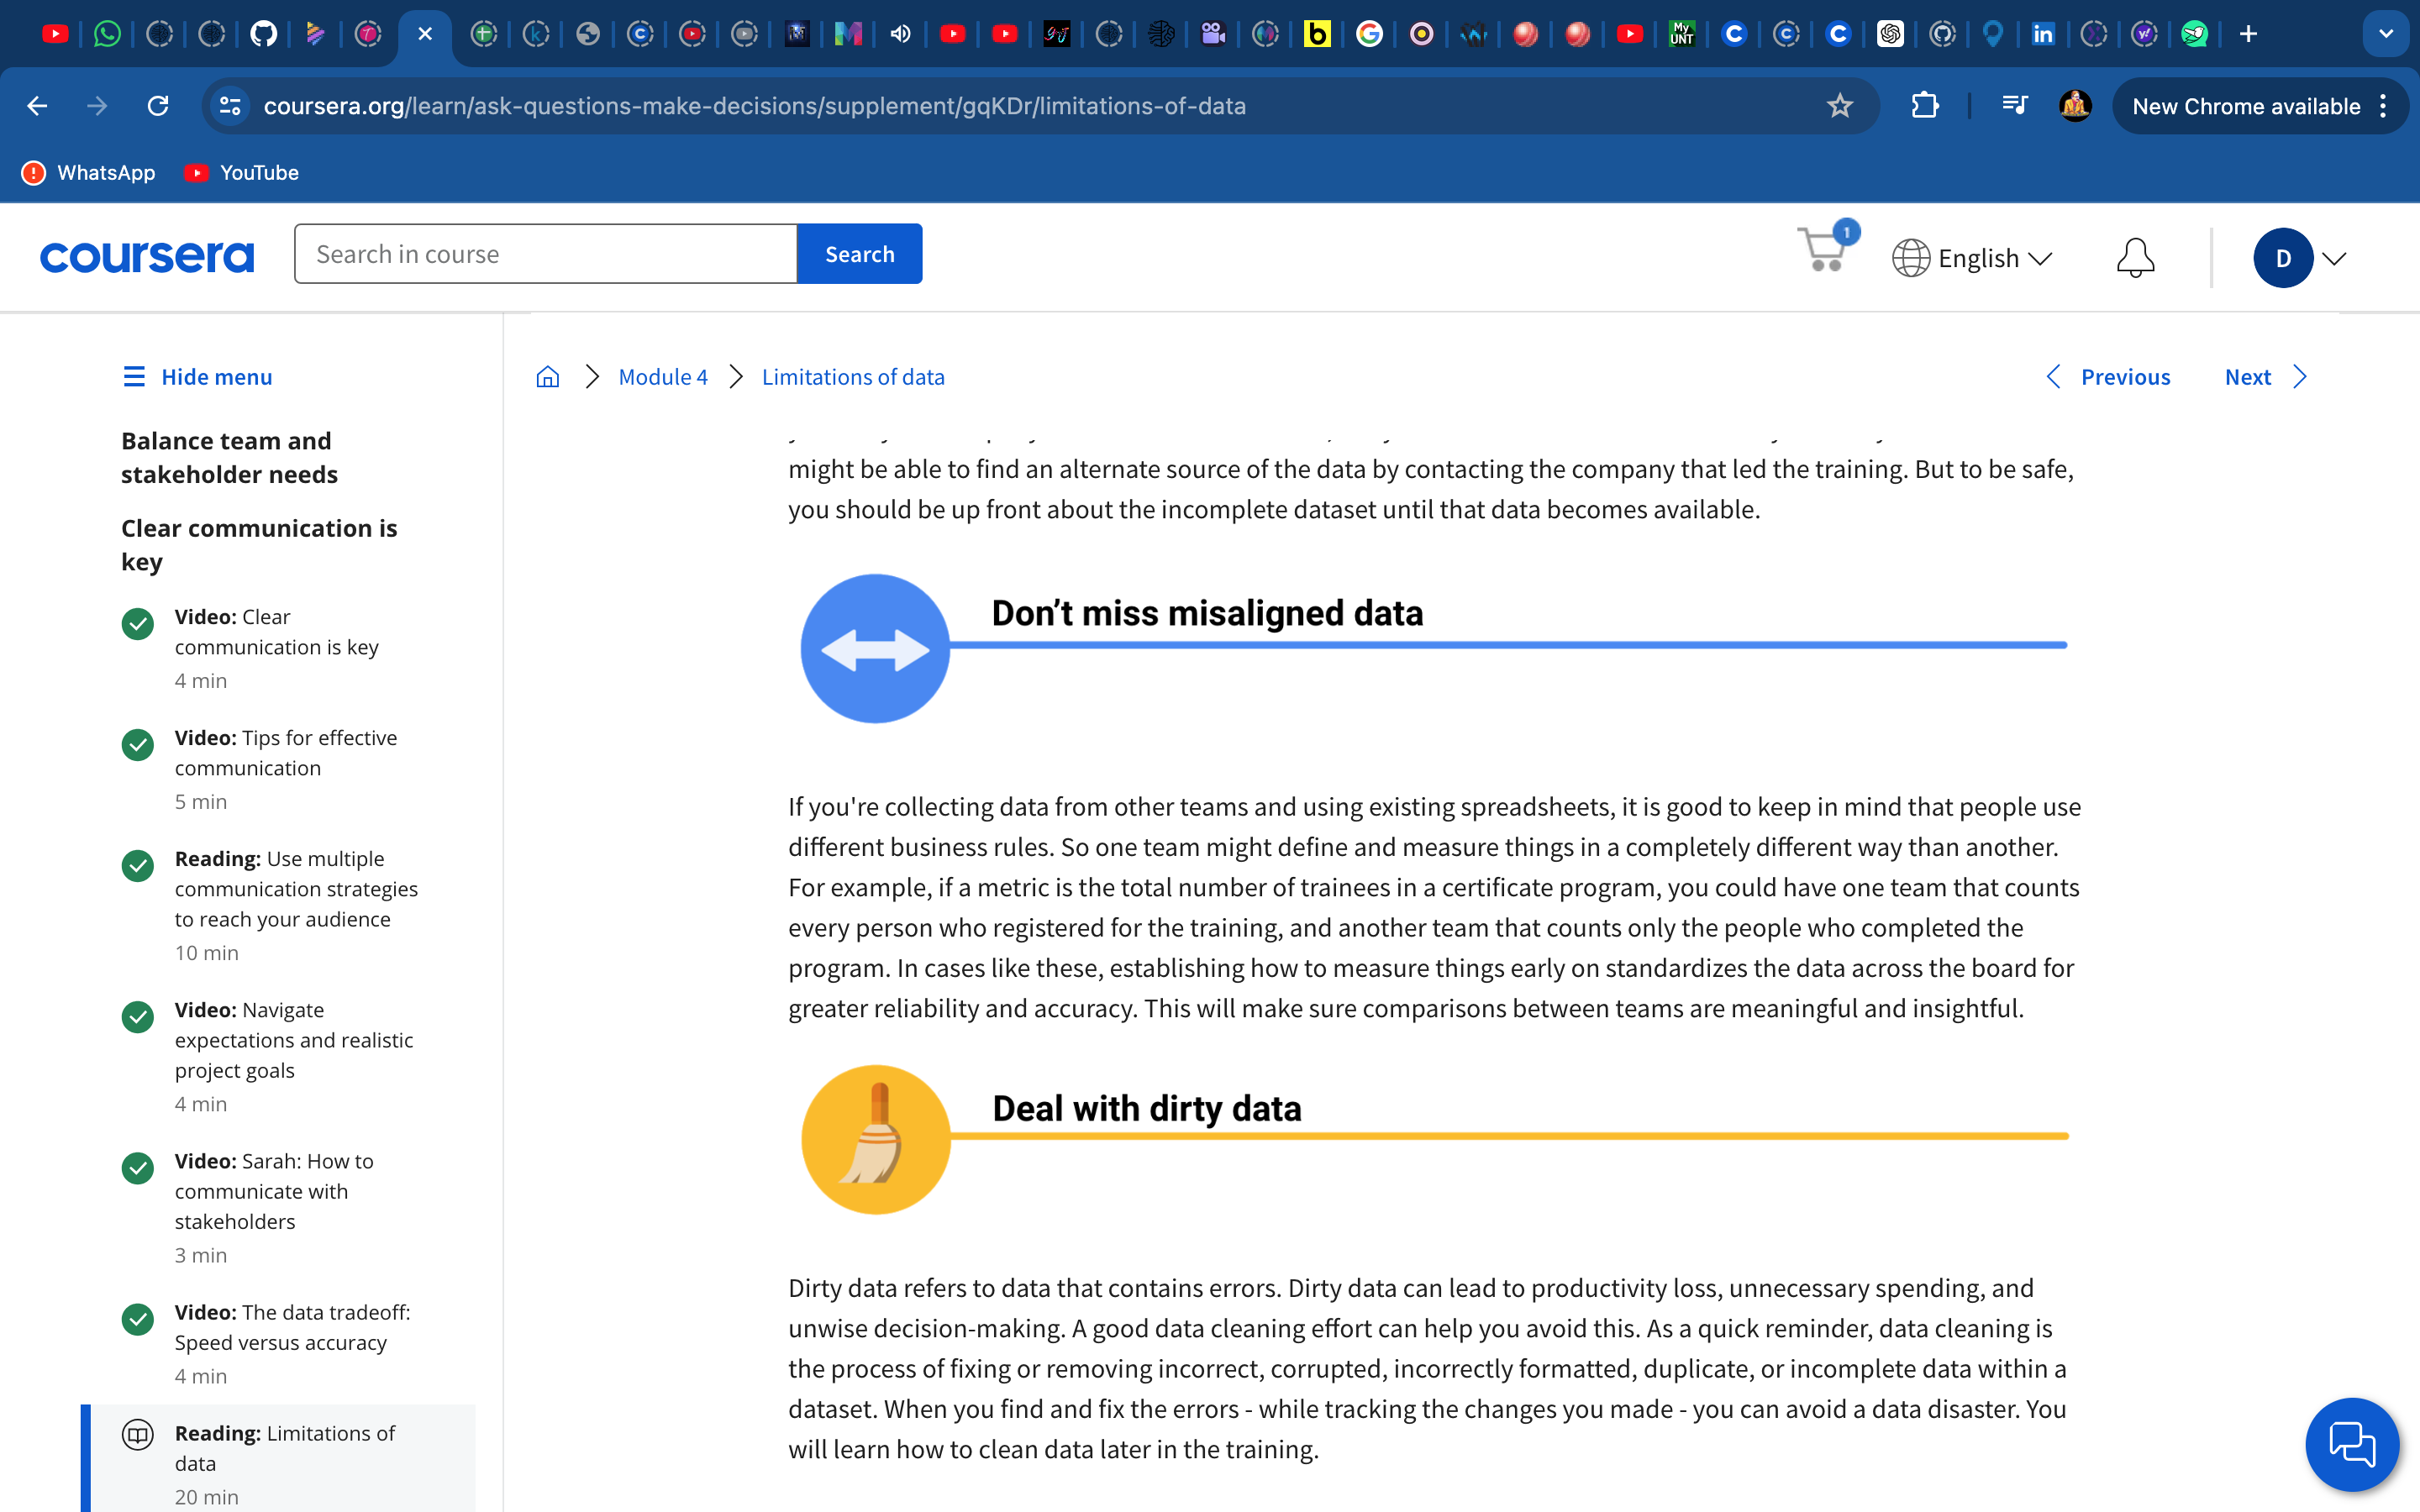 coursera.org/learn/ask-questions-make-decisions/supplement/gqKDr/limitations-of-data
New Chrome available
WhatsApp
YouTube
coursera
Search in course
Search
1
English
D
Hide menu
Module 4
Limitations of data
Previous
Next
Balance team and
stakeholder needs
Clear communication is
key
Video: Clear
communication is key
4 min
Video: Tips for effective
communication
5 min
Reading: Use multiple
communication strategies
to reach your audience
10 min
Video: Navigate
expectations and realistic
project goals
4 min
Video: Sarah: How to
communicate with
stakeholders
3 min
Video: The data tradeoff:
Speed versus accuracy
4 min
Reading: Limitations of
data
20 min
might be able to find an alternate source of the data by contacting the company that led the training. But to be safe,
you should be up front about the incomplete dataset until that data becomes available.
Don’t miss misaligned data
If you're collecting data from other teams and using existing spreadsheets, it is good to keep in mind that people use
different business rules. So one team might define and measure things in a completely different way than another.
For example, if a metric is the total number of trainees in a certificate program, you could have one team that counts
every person who registered for the training, and another team that counts only the people who completed the
program. In cases like these, establishing how to measure things early on standardizes the data across the board for
greater reliability and accuracy. This will make sure comparisons between teams are meaningful and insightful.
Deal with dirty data
Dirty data refers to data that contains errors. Dirty data can lead to productivity loss, unnecessary spending, and
unwise decision-making. A good data cleaning effort can help you avoid this. As a quick reminder, data cleaning is
the process of fixing or removing incorrect, corrupted, incorrectly formatted, duplicate, or incomplete data within a
dataset. When you find and fix the errors - while tracking the changes you made - you can avoid a data disaster. You
will learn how to clean data later in the training.